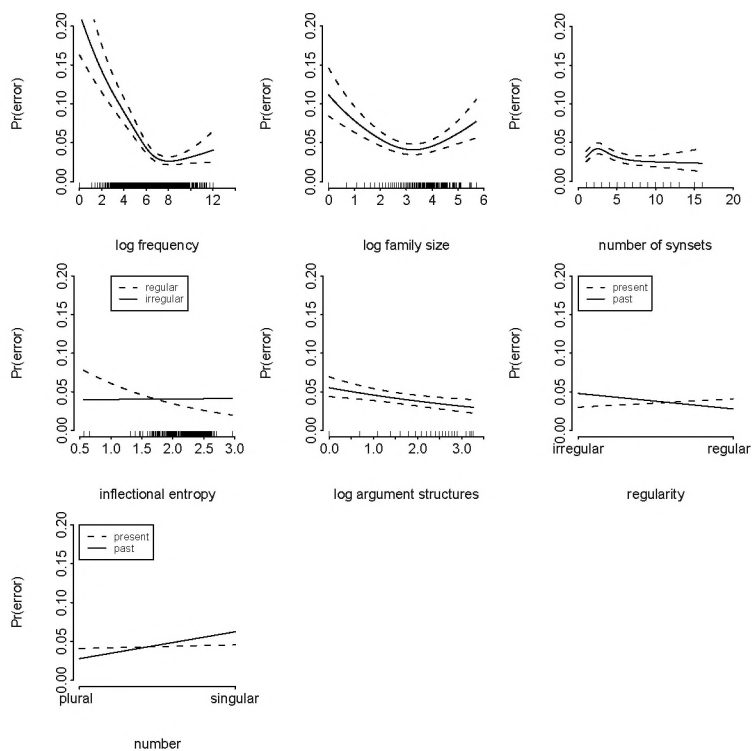 Pr(error)
0.00 0.05 0.10 0.15 0.20
0 2 4 6 8 12
log frequency
Pr(error)
0.00 0.05 0.10 0.15 0.20
0 1 2 3 4 5 6
log family size
Pr(error)
0.00 0.05 0.10 0.15 0.20
0 5 10 15 20
number of synsets
Pr(error)
0.00 0.05 0.10 0.15 0.20
regular
irregular
0.5 1.0 1.5 2.0 2.5 3.0
inflectional entropy
Pr(error)
0.00 0.05 0.10 0.15 0.20
0.0 1.0 2.0 3.0
log argument structures
Pr(error)
0.00 0.05 0.10 0.15 0.20
present
past
irregular regular
regularity
Pr(error)
0.00 0.05 0.10 0.15 0.20
present
past
plural singular
number